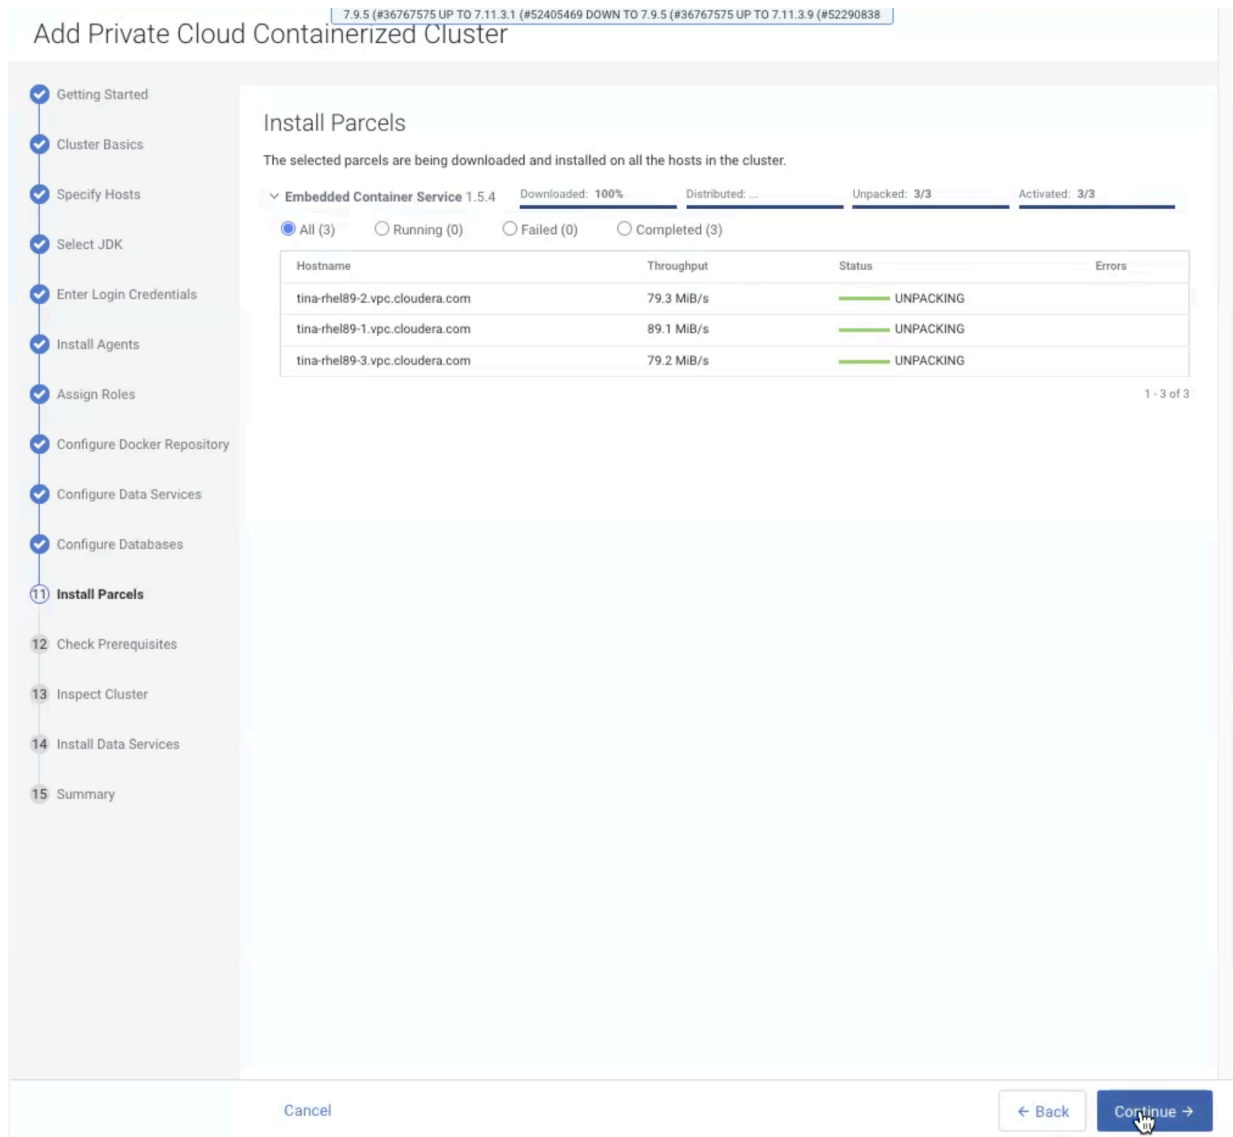 7.9.5 (#36767575 UP TO 7.11.3.1 (#52405469 DOWN TO 7.9.5 (#36767575 UP TO 7.11.3.9 (#52290838
Add Private Cloud Containerized Cluster
Getting Started
Cluster Basics
Specify Hosts
Select JDK
Enter Login Credentials
Install Agents
Assign Roles
Configure Docker Repository
Configure Data Services
Configure Databases
11 Install Parcels
12 Check Prerequisites
13 Inspect Cluster
14 Install Data Services
15 Summary
Install Parcels
The selected parcels are being downloaded and installed on all the hosts in the cluster.
Embedded Container Service 1.5.4 Downloaded: 100% Distributed: ... Unpacked: 3/3 Activated: 3/3
All (3) Running (0) Failed (0) Completed (3)
Hostname Throughput Status Errors
tina-rhel89-2.vpc.cloudera.com 79.3 MiB/s UNPACKING
tina-rhel89-1.vpc.cloudera.com 89.1 MiB/s UNPACKING
tina-rhel89-3.vpc.cloudera.com 79.2 MiB/s UNPACKING
1 - 3 of 3
Cancel ← Back Continue →